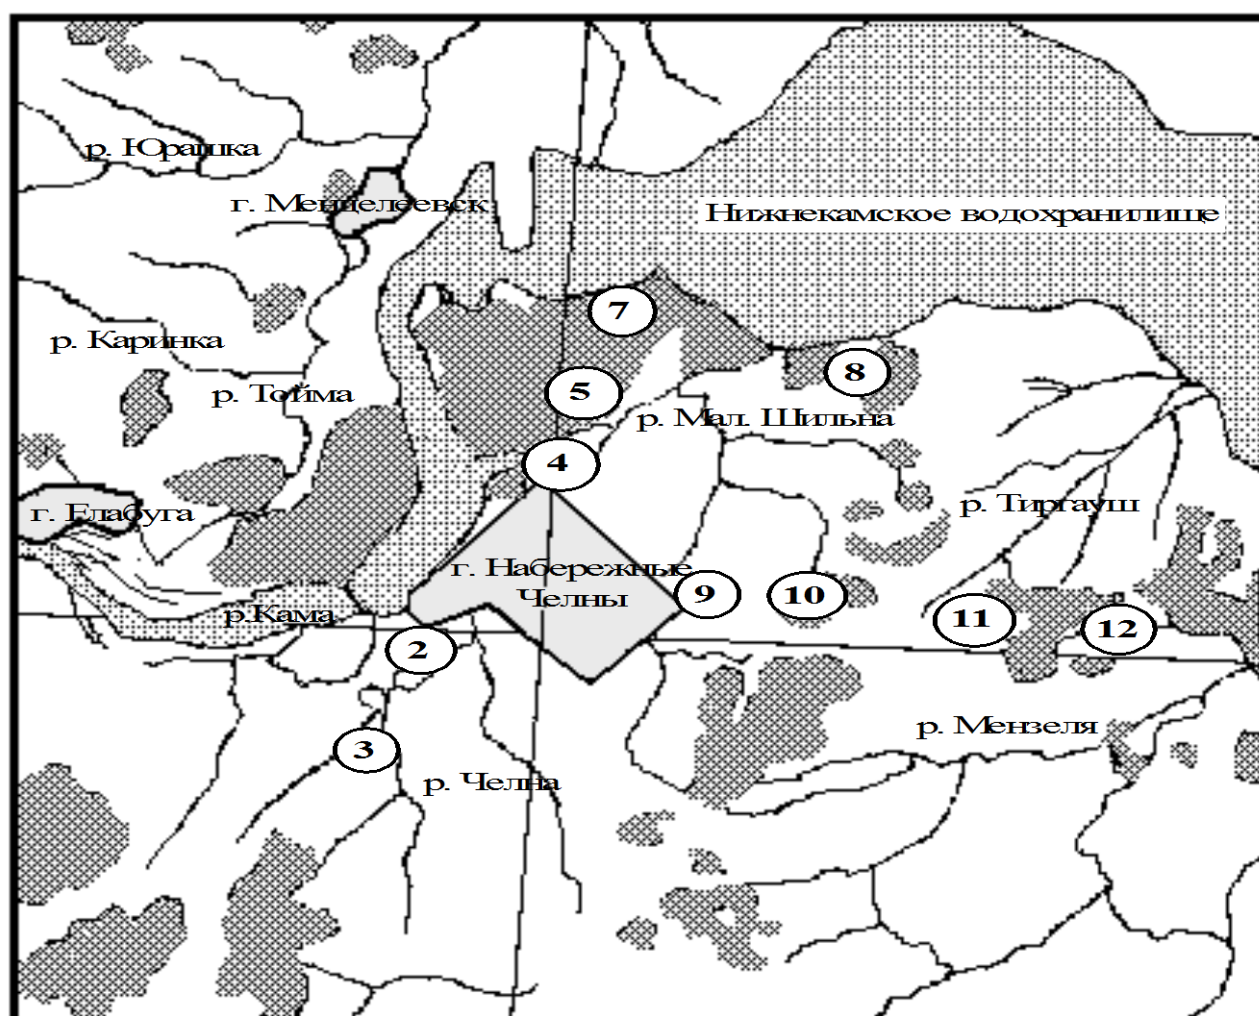 р. Юрашка
г. Менделеевск
Нижнекамское водохранилище
7
р. Каринка
8
р. Тойма
5
р. Мал. Шильна
4
р. Тиргауш
г. Елабуга
г. Набережные
Челны
9
10
р.Кама
11
12
2
р. Мензеля
3
р. Челна